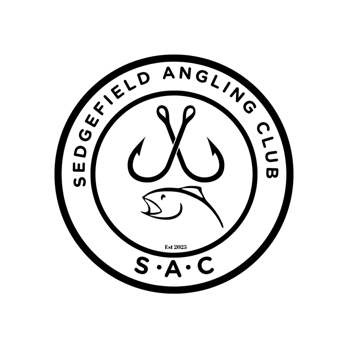 SEDGEFIELD ANGLING CLUB
Est 2025
S·A·C